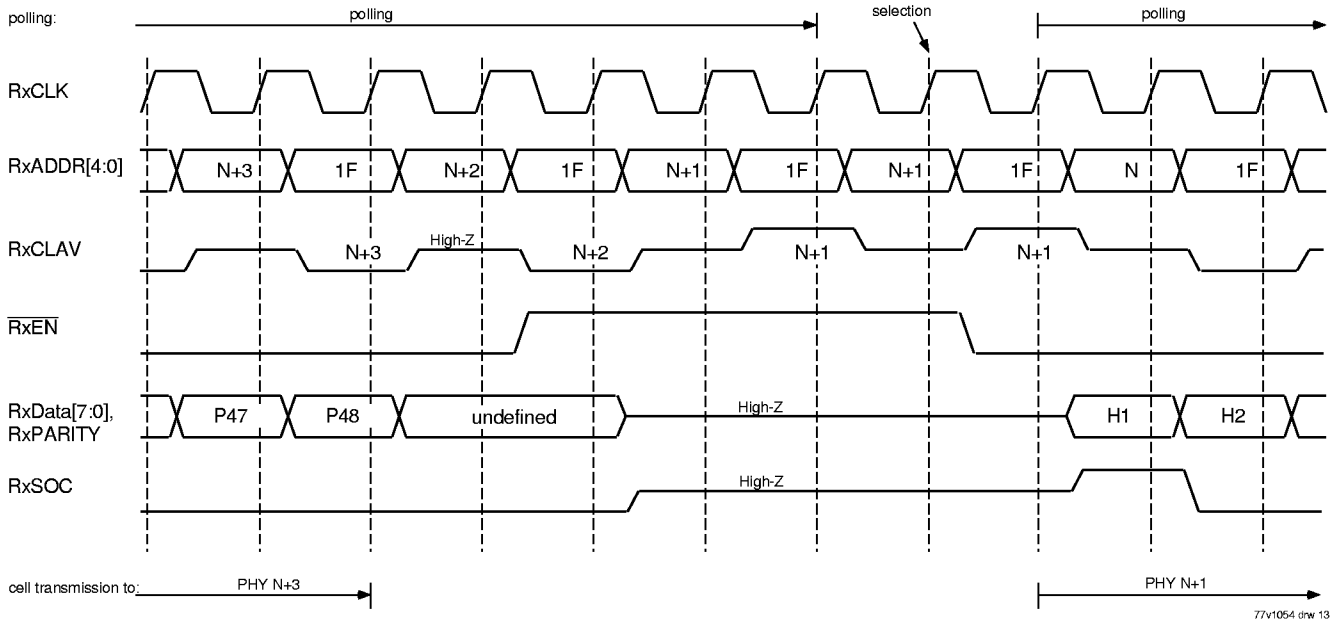 polling: polling selection polling
RxCLK
RxADDR[4:0] N+3 1F N+2 1F N+1 1F N+1 1F N 1F
RxCLAV N+3 High-Z N+2 N+1 N+1
RxEN
RxData[7:0],
RxPARITY
P47 P48 undefined High-Z H1 H2
RxSOC High-Z
cell transmission to: PHY N+3 PHY N+1
77v1054 drw 13